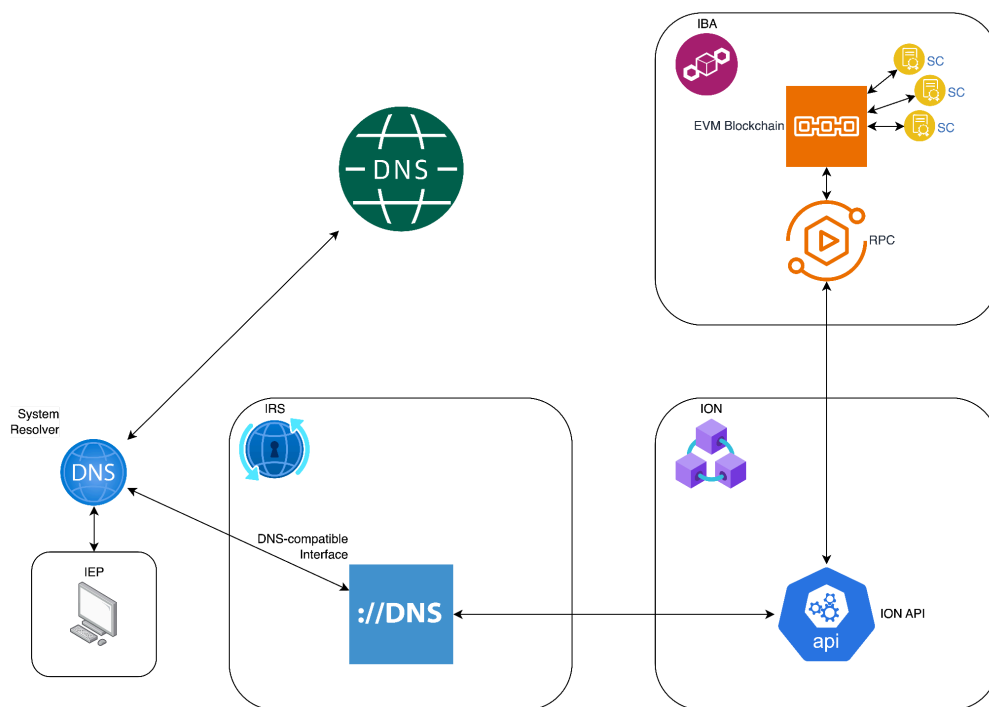 IBA
SC
SC
EVM Blockchain
SC
DNS
RPC
System
Resolver
IRS
ION
DNS
DNS-compatible
Interface
IEP
://DNS
ION API
api